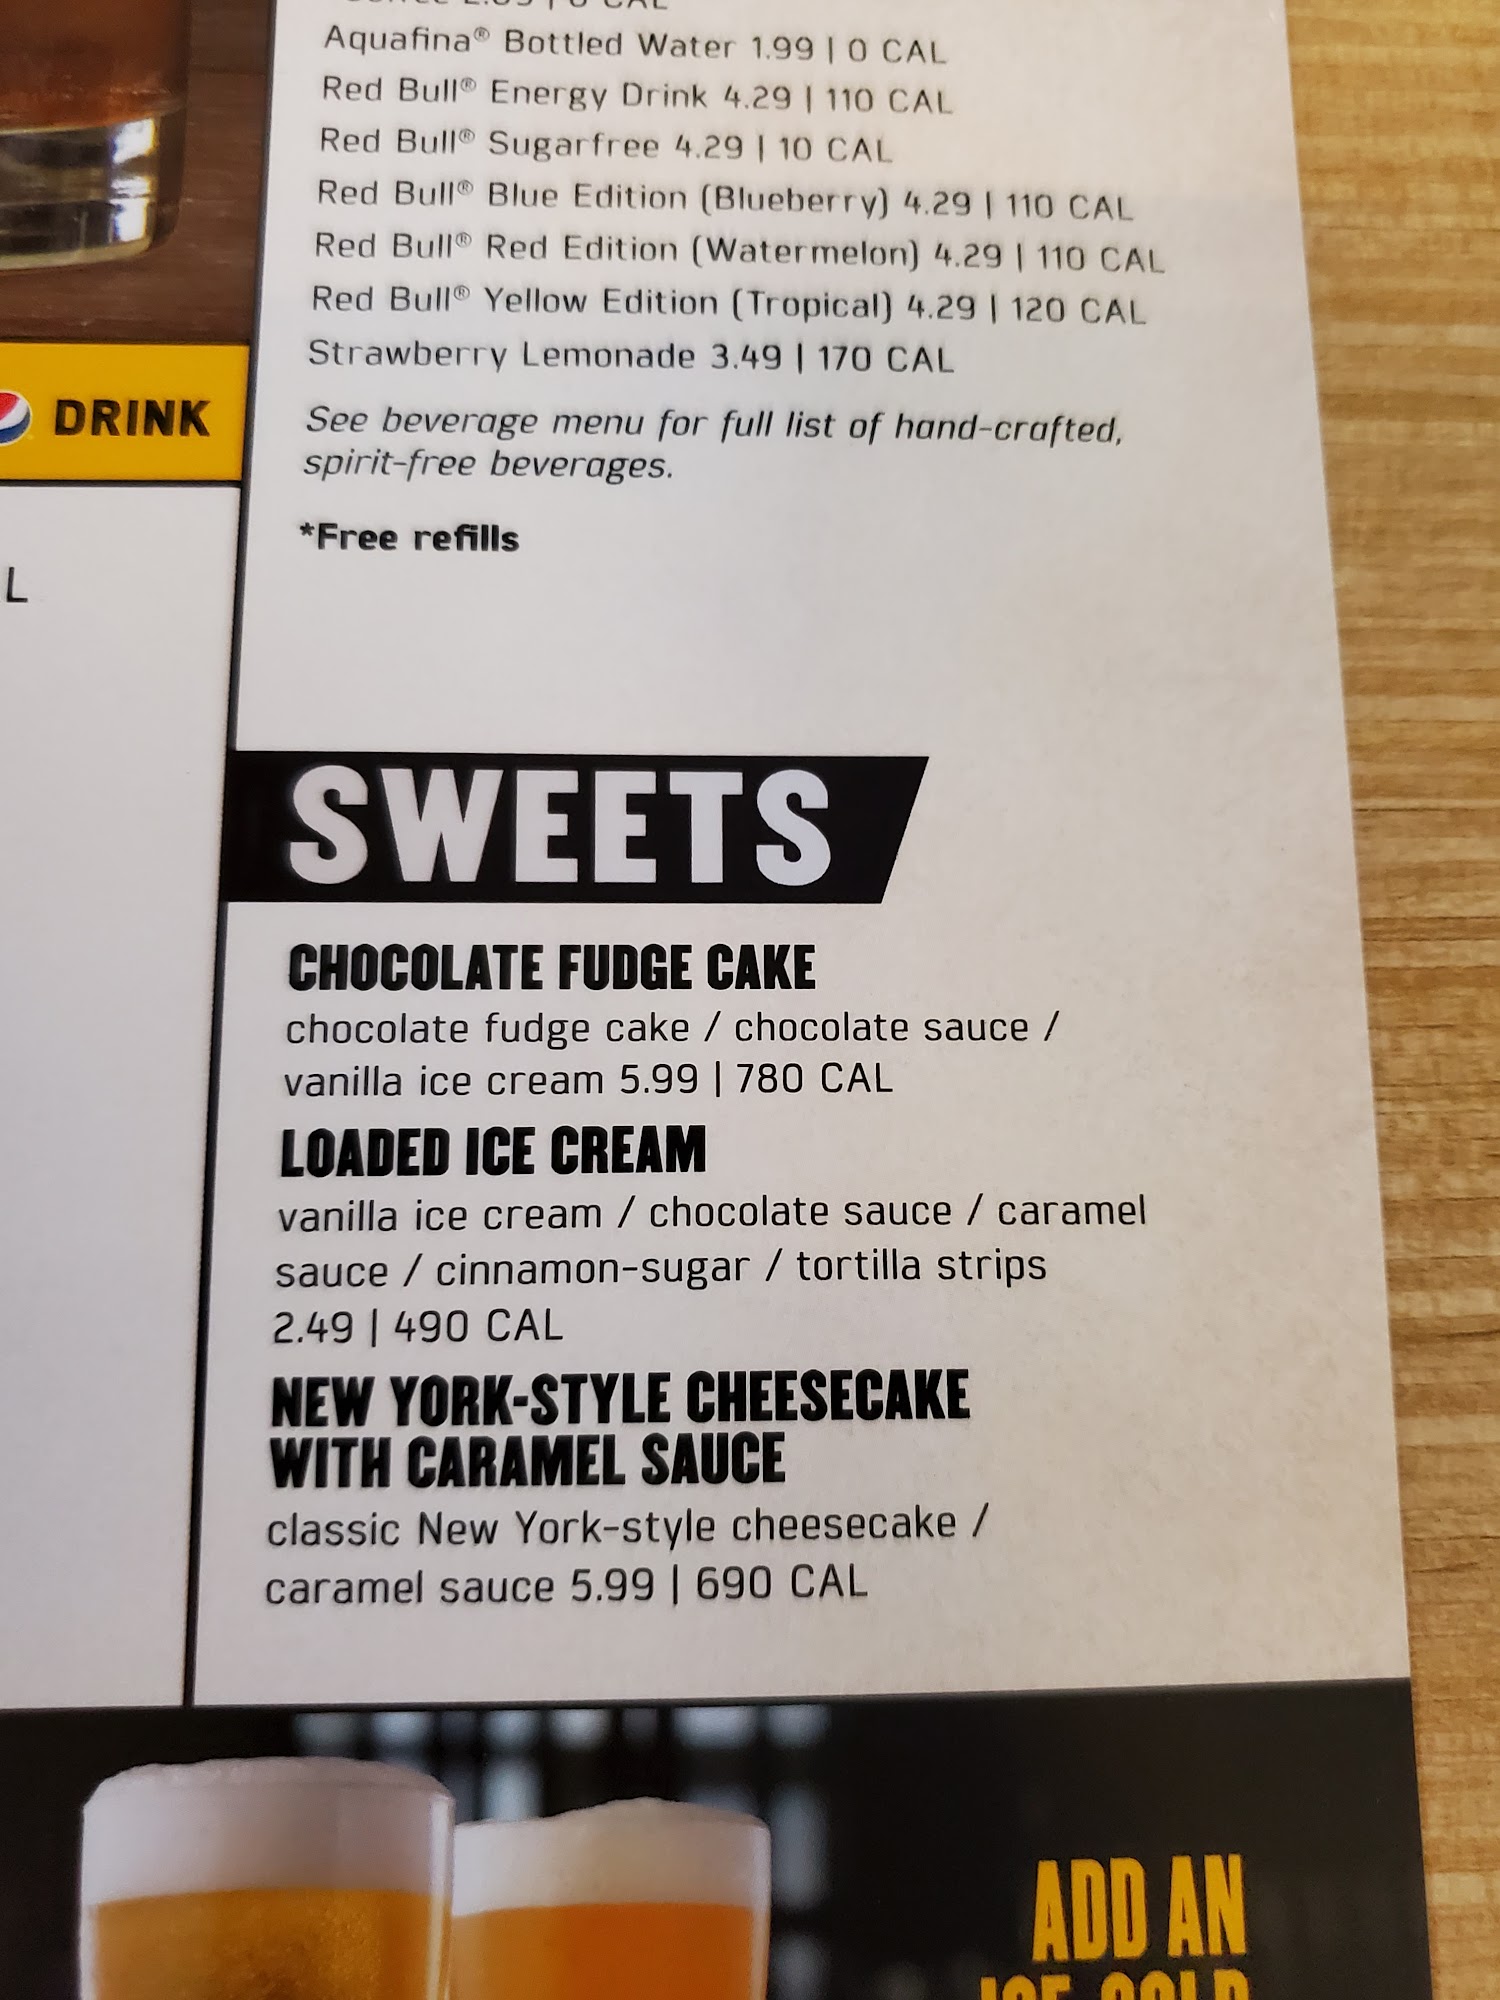 Aquafina® Bottled Water 1.99 | 0 CAL
Red Bull® Energy Drink 4.29 | 110 CAL
Red Bull® Sugarfree 4.29 | 10 CAL
Red Bull® Blue Edition (Blueberry) 4.29 | 110 CAL
Red Bull® Red Edition (Watermelon) 4.29 | 110 CAL
Red Bull® Yellow Edition (Tropical) 4.29 | 120 CAL
Strawberry Lemonade 3.49 | 170 CAL
See beverage menu for full list of hand-crafted,
spirit-free beverages.
*Free refills
DRINK
L
SWEETS
CHOCOLATE FUDGE CAKE
chocolate fudge cake / chocolate sauce /
vanilla ice cream 5.99 | 780 CAL
LOADED ICE CREAM
vanilla ice cream / chocolate sauce / caramel
sauce / cinnamon-sugar / tortilla strips
2.49 | 490 CAL
NEW YORK-STYLE CHEESECAKE
WITH CARAMEL SAUCE
classic New York-style cheesecake /
caramel sauce 5.99 | 690 CAL
ADD AN
ICE COLD